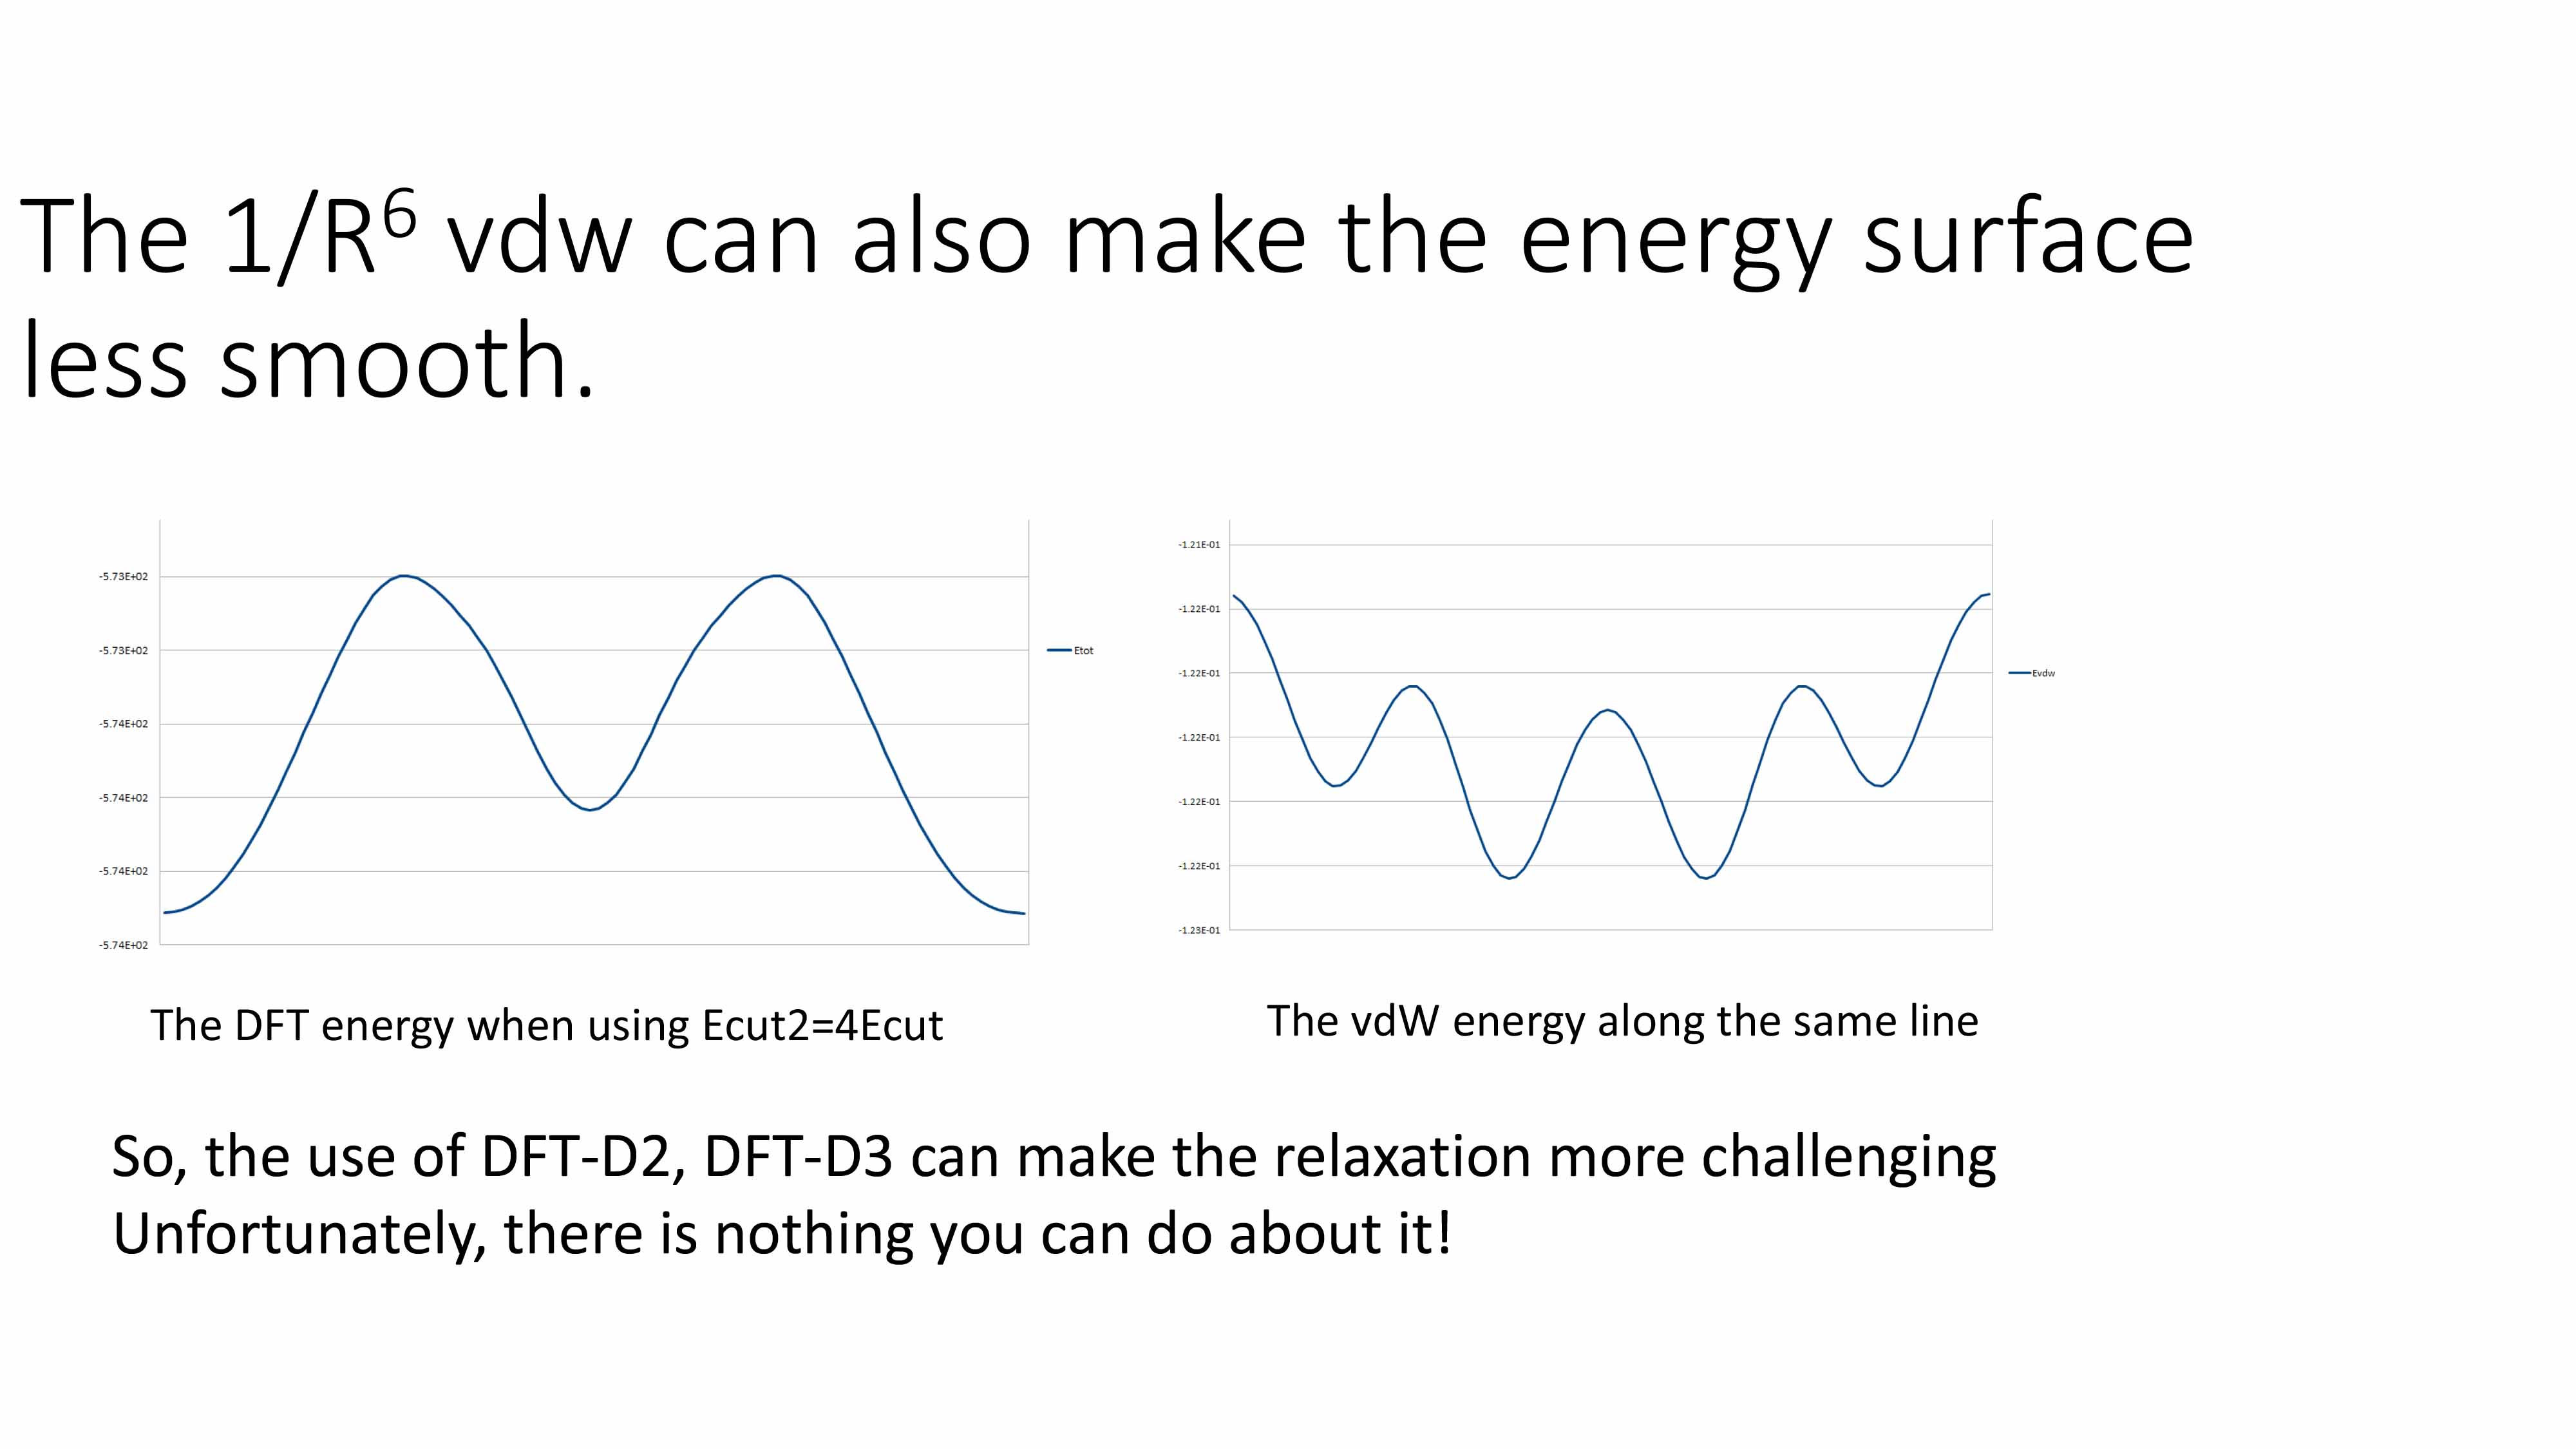 The 1/R⁶ vdw can also make the energy surface
less smooth.
-5.73E+02
-5.73E+02
-5.74E+02
-5.74E+02
-5.74E+02
-5.74E+02
Etot
-1.21E-01
-1.22E-01
-1.22E-01
-1.22E-01
-1.22E-01
-1.22E-01
-1.23E-01
Evdw
The DFT energy when using Ecut2=4Ecut
The vdW energy along the same line
So, the use of DFT-D2, DFT-D3 can make the relaxation more challenging
Unfortunately, there is nothing you can do about it!